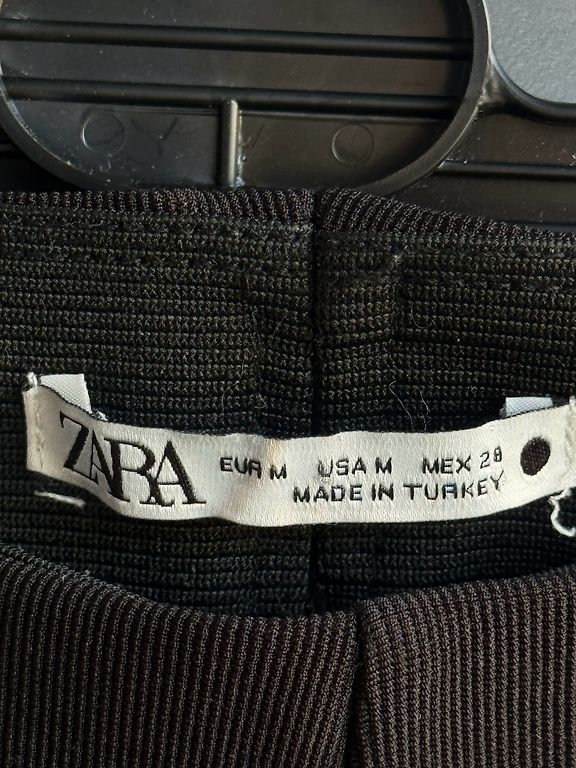 ZARA EUR M USA M MEX 28
MADE IN TURKEY